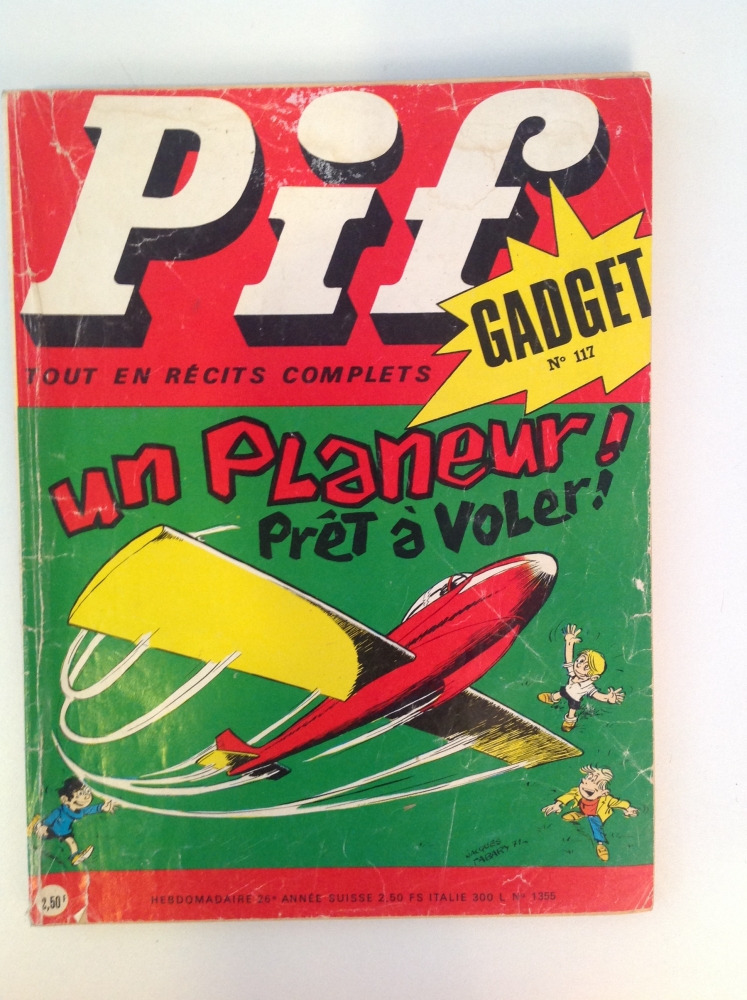 Pif
GADGET
N° 117
TOUT EN RÉCITS COMPLETS
un PLaneur!
Prêt à VoLer!
2,50F
HEBDOMADAIRE 26e ANNÉE SUISSE 2,50 FS ITALIE 300 L N° 1355